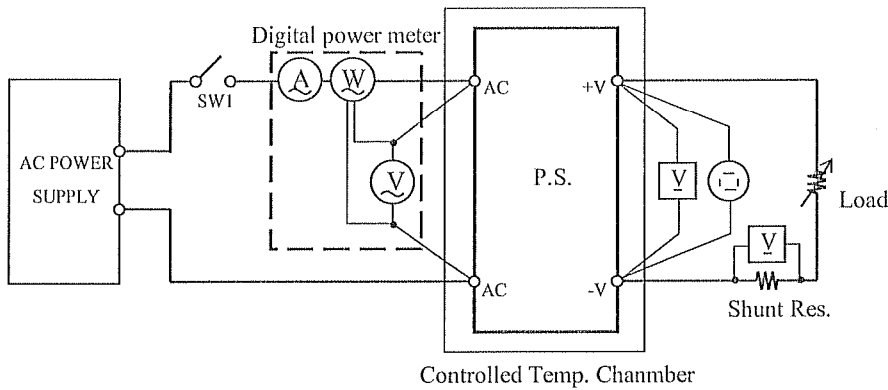 Digital power meter
A
W
SW1
V
AC POWER
SUPPLY
AC
+V
P.S.
V
Load
V
AC
-V
Shunt Res.
Controlled Temp. Chanmber